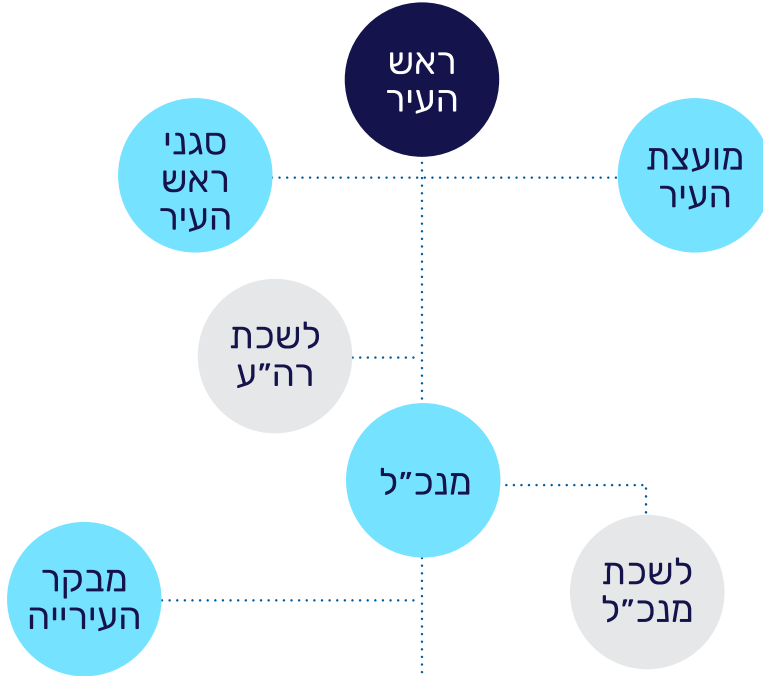 ראש
העיר
מועצת
העיר
סגני
ראש
העיר
לשכת
רה״ע
מנכ״ל
לשכת
מנכ״ל
מבקר
העירייה